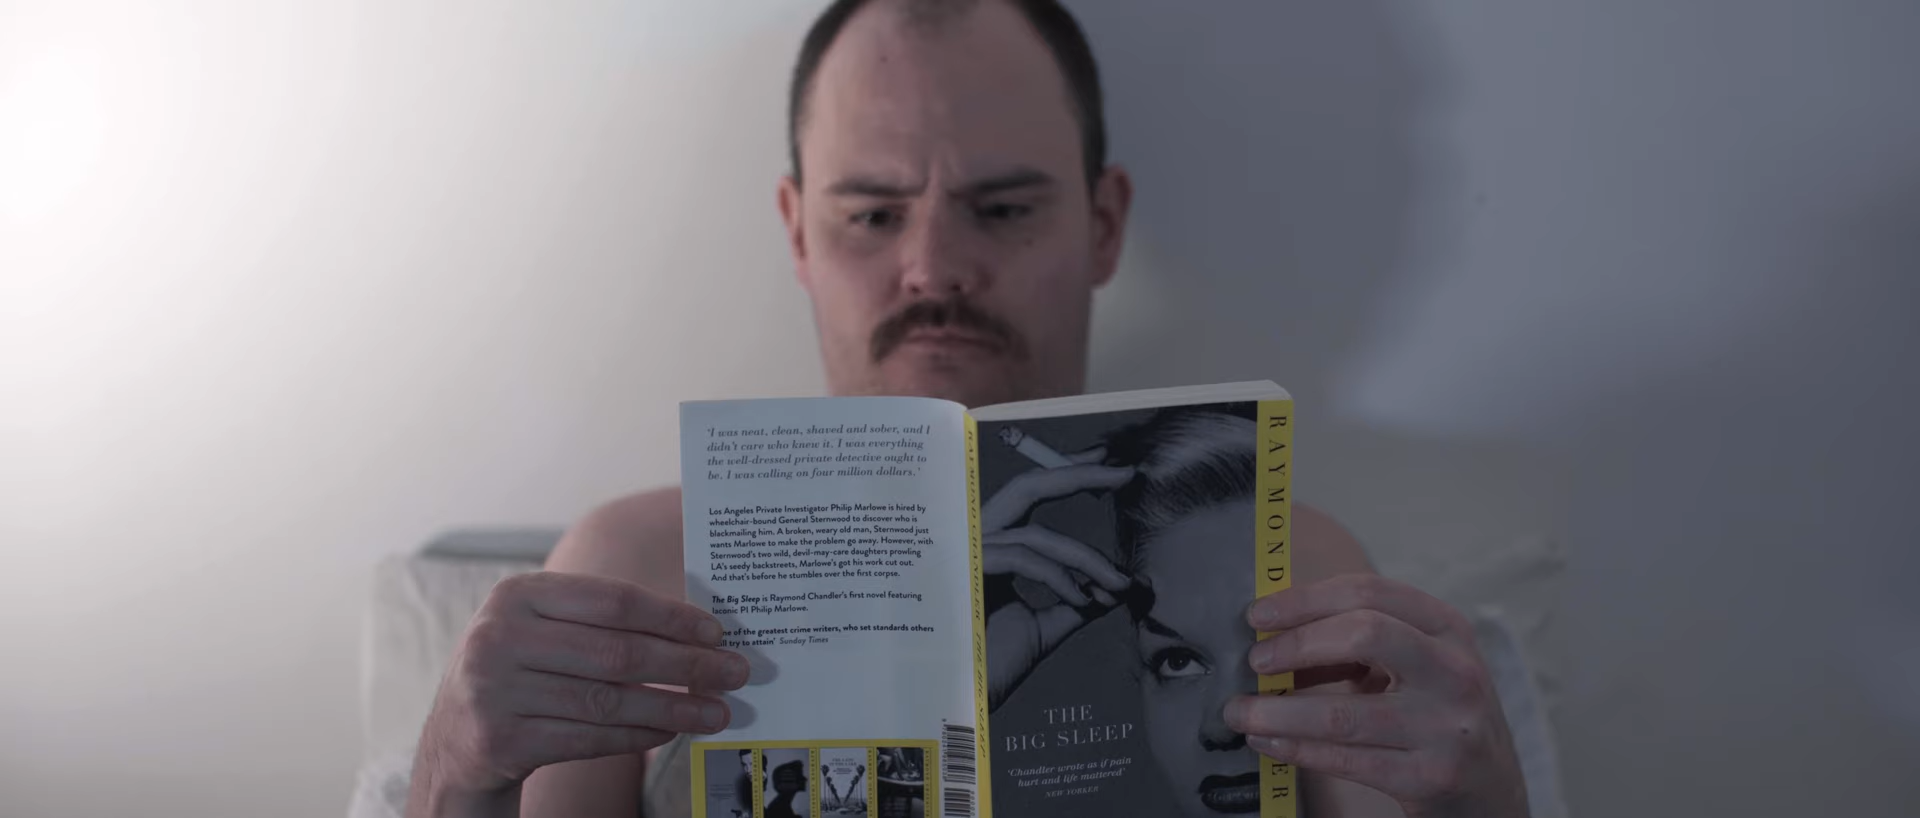 'I was neat, clean, shaved and sober, and I
didn't care who knew it. I was everything
the well-dressed private detective ought to
be. I was calling on four million dollars.'
Los Angeles Private Investigator Philip Marlowe is hired by
wheelchair-bound General Sternwood to discover who is
blackmailing him. A broken, weary old man, Sternwood just
wants Marlowe to make the problem go away. However, with
Sternwood's two wild, devil-may-care daughters prowling
LA's seedy backstreets, Marlowe's got his work cut out.
And that's before he stumbles over the first corpse.
The Big Sleep is Raymond Chandler's first novel featuring
laconic PI Philip Marlowe.
of the greatest crime writers, who set standards others
try to attain' Sunday Times
RAYMOND CHANDLER THE BIG SLEEP
THE
BIG SLEEP
'Chandler wrote as if pain
hurt and life mattered'
NEW YORKER
RAYMOND